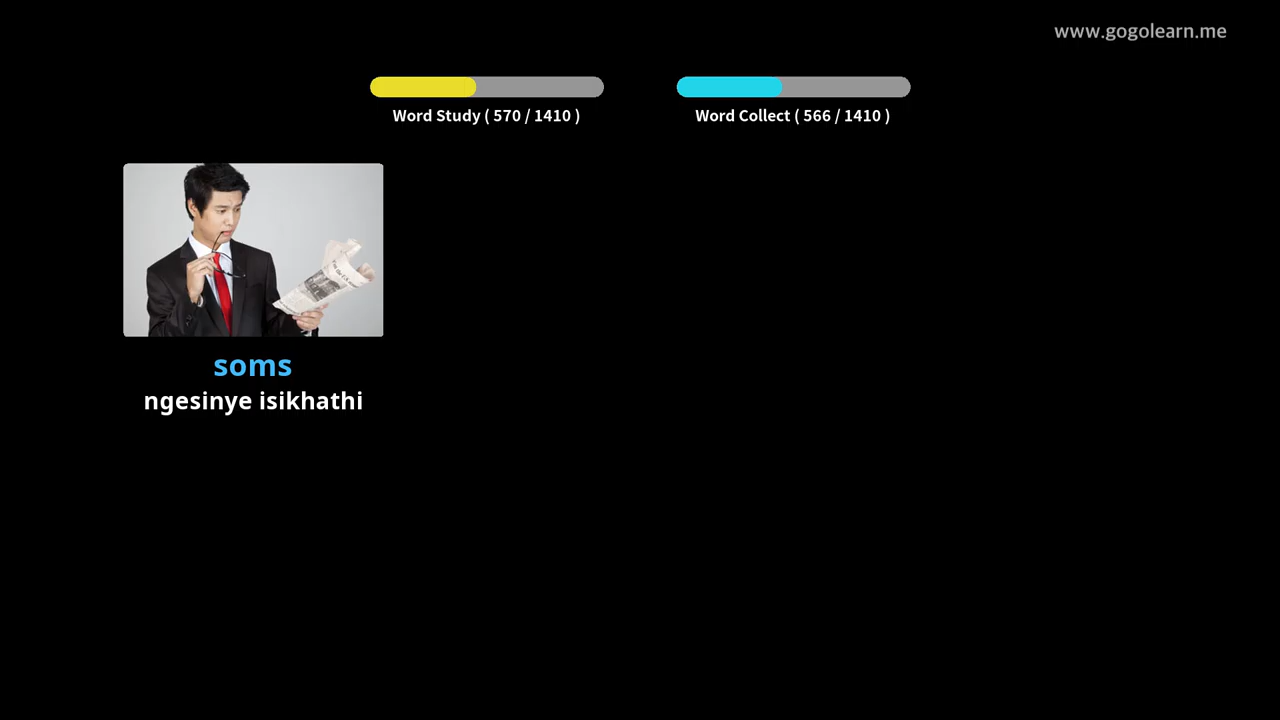 www.gogolearn.me
Word Study ( 570 / 1410 )
Word Collect ( 566 / 1410 )
soms
ngesinye isikhathi